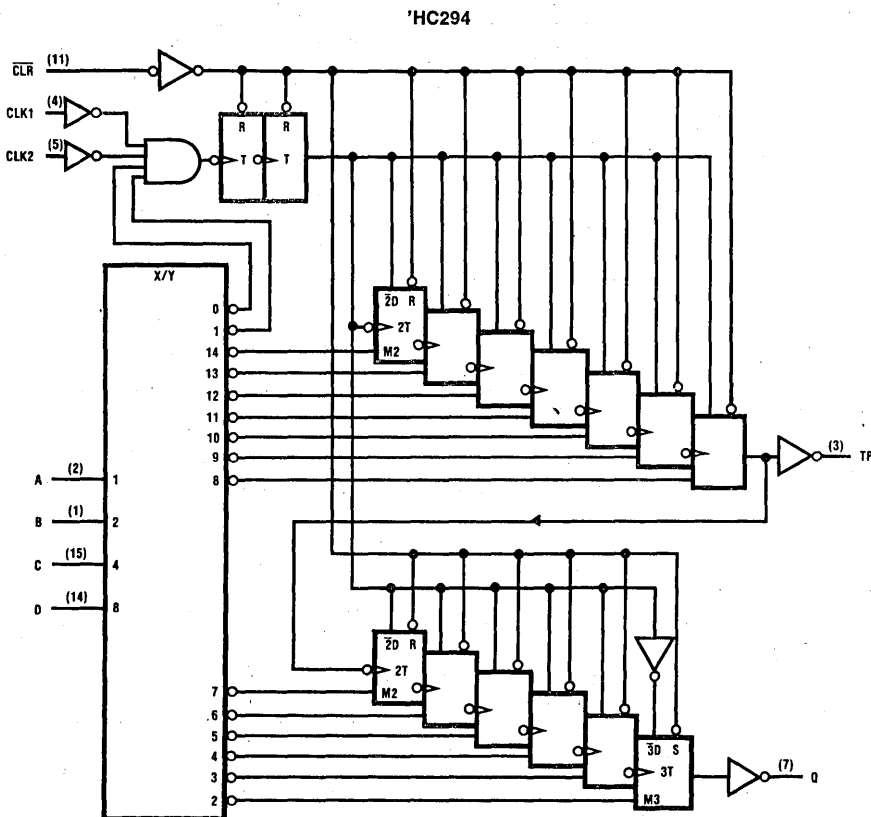 'HC294
CLR (11)
R R
CLK1 (4)
T T
CLK2 (5)
X/Y
0
1
2D R
2T
M2
14
13
12
11
10
9
8
(3) TP
A (2) 1
B (1) 2
C (15) 4
D (14) 8
2D R
2T
M2
7
6
5
4
3
2
3D S
3T
M3
(7) Q